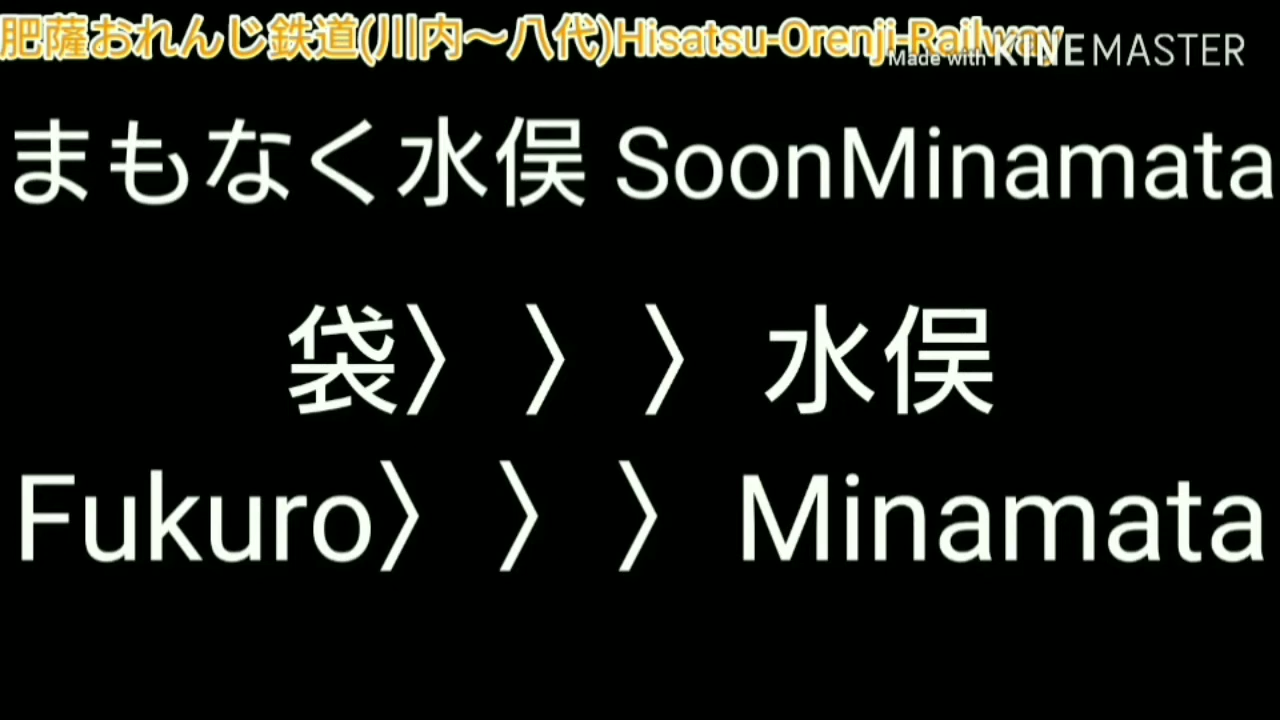 肥薩おれんじ鉄道(川内〜八代)Hisatsu-Orenji-Railway
Made with KINEMASTER
まもなく水俣 SoonMinamata
袋〉〉〉水俣
Fukuro〉〉〉Minamata